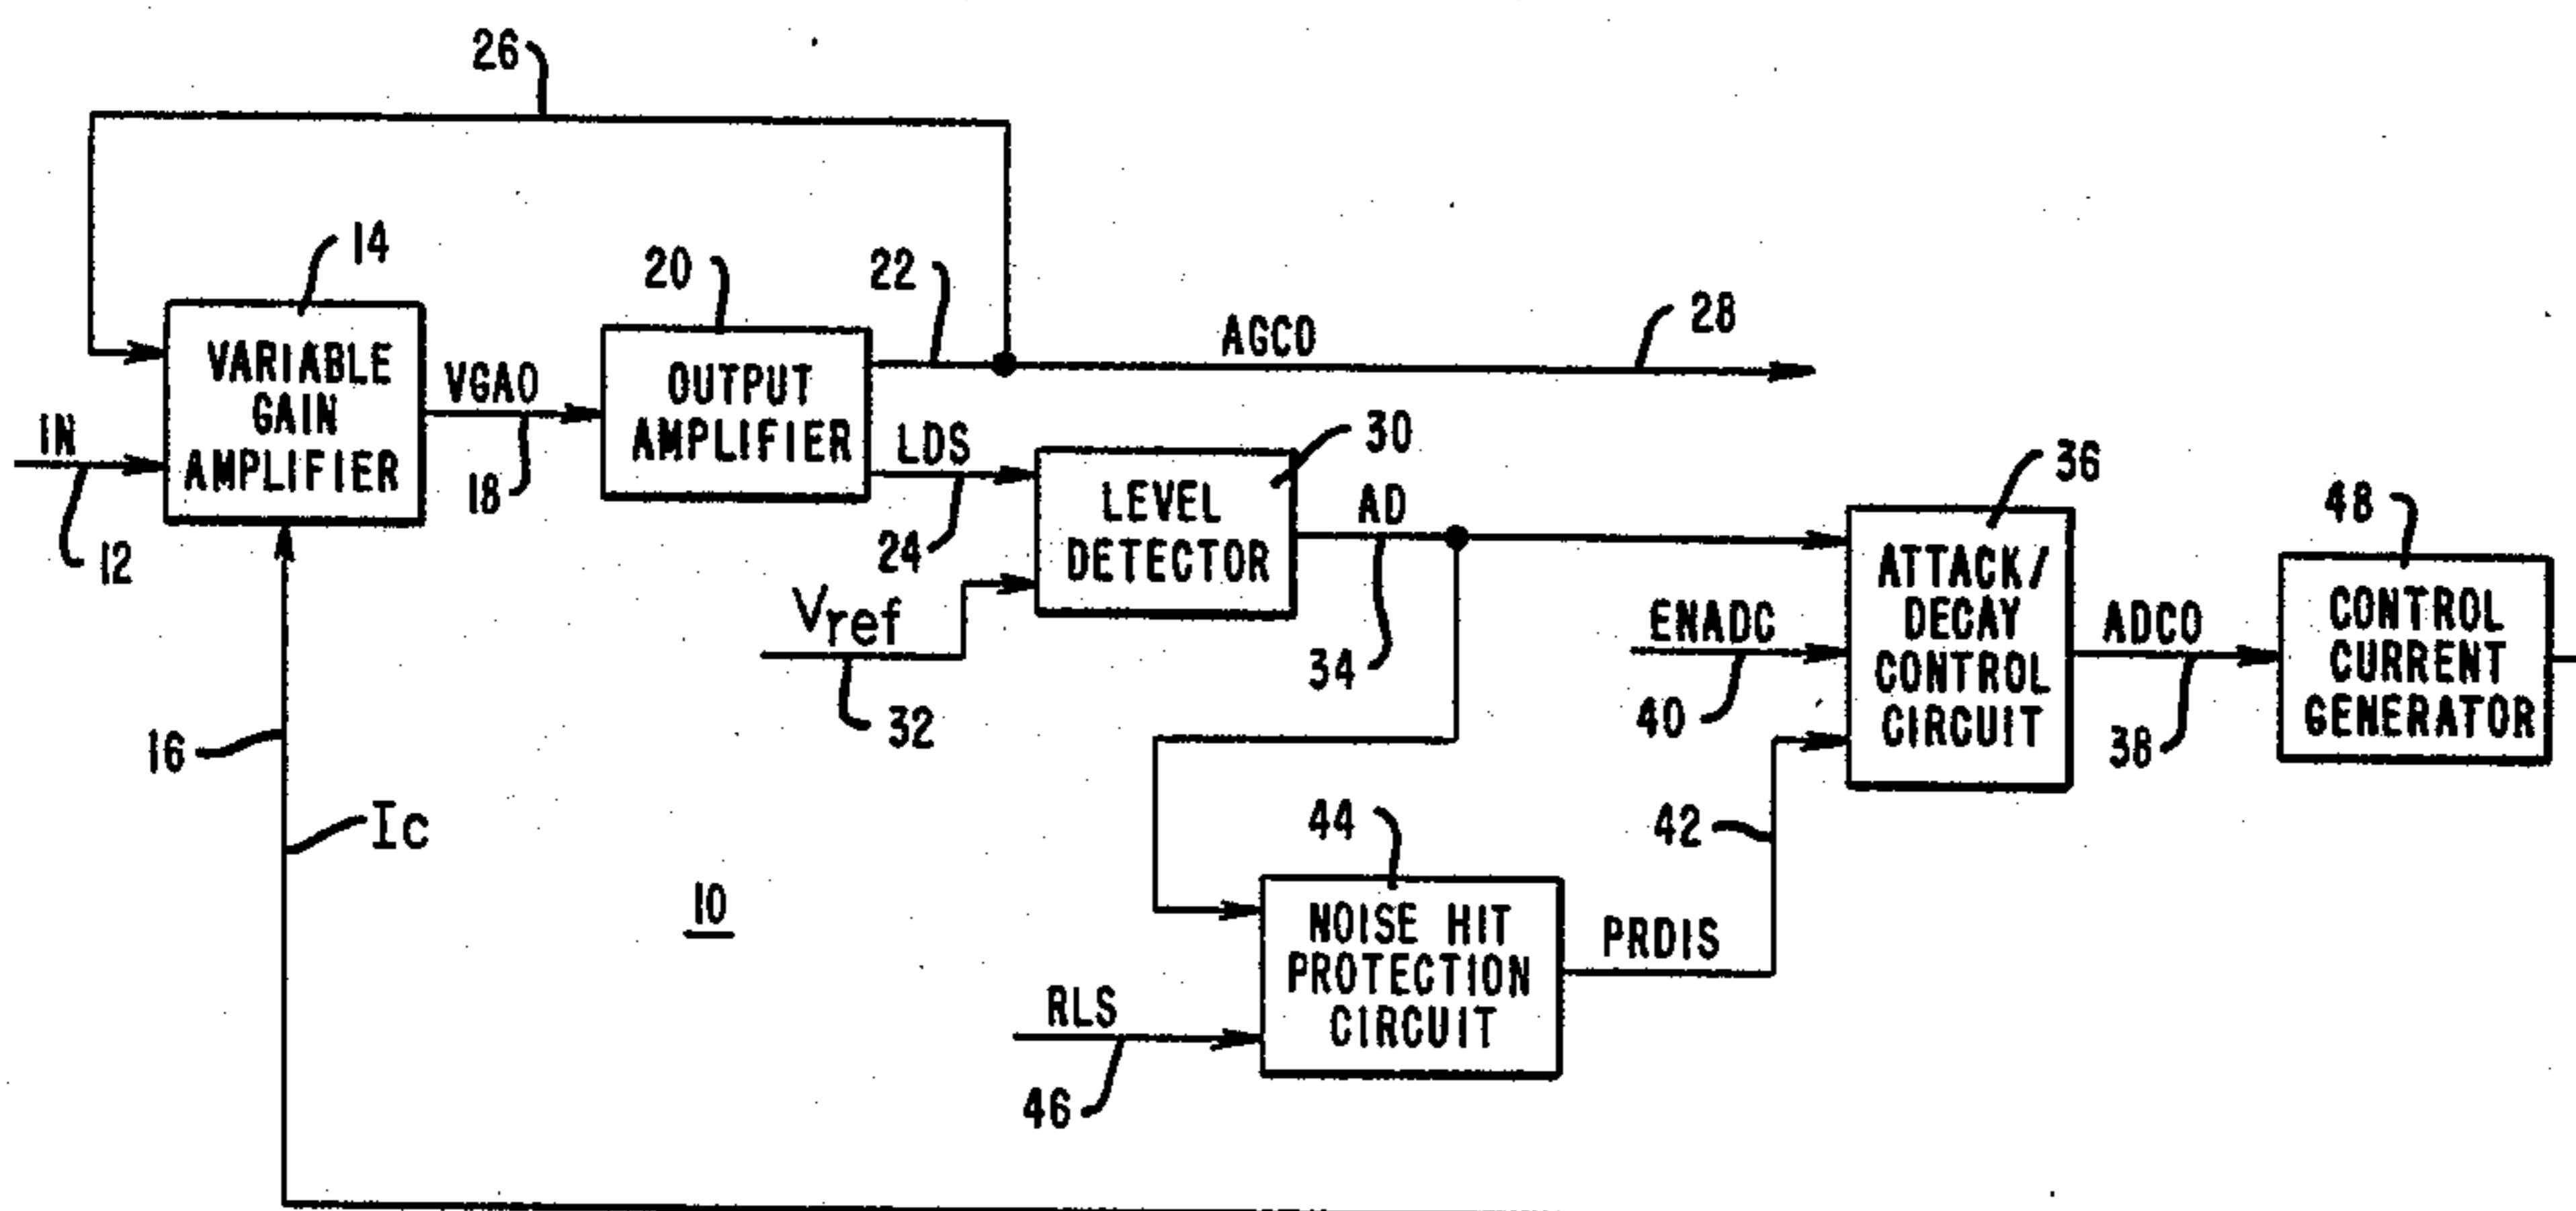 26
14
VARIABLE
GAIN
AMPLIFIER
IN
12
VGAO
18
20
OUTPUT
AMPLIFIER
22
AGCO
28
LDS
24
30
LEVEL
DETECTOR
Vref
32
AD
34
36
ATTACK/
DECAY
CONTROL
CIRCUIT
ENADC
40
42
ADCO
38
48
CONTROL
CURRENT
GENERATOR
16
Ic
10
44
NOISE HIT
PROTECTION
CIRCUIT
PRDIS
RLS
46